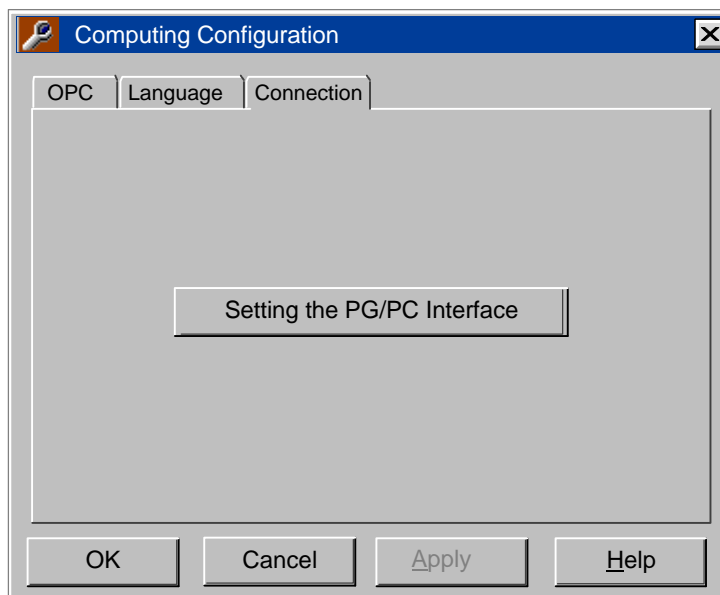 Computing Configuration
OPC Language Connection
Setting the PG/PC Interface
OK Cancel Apply Help